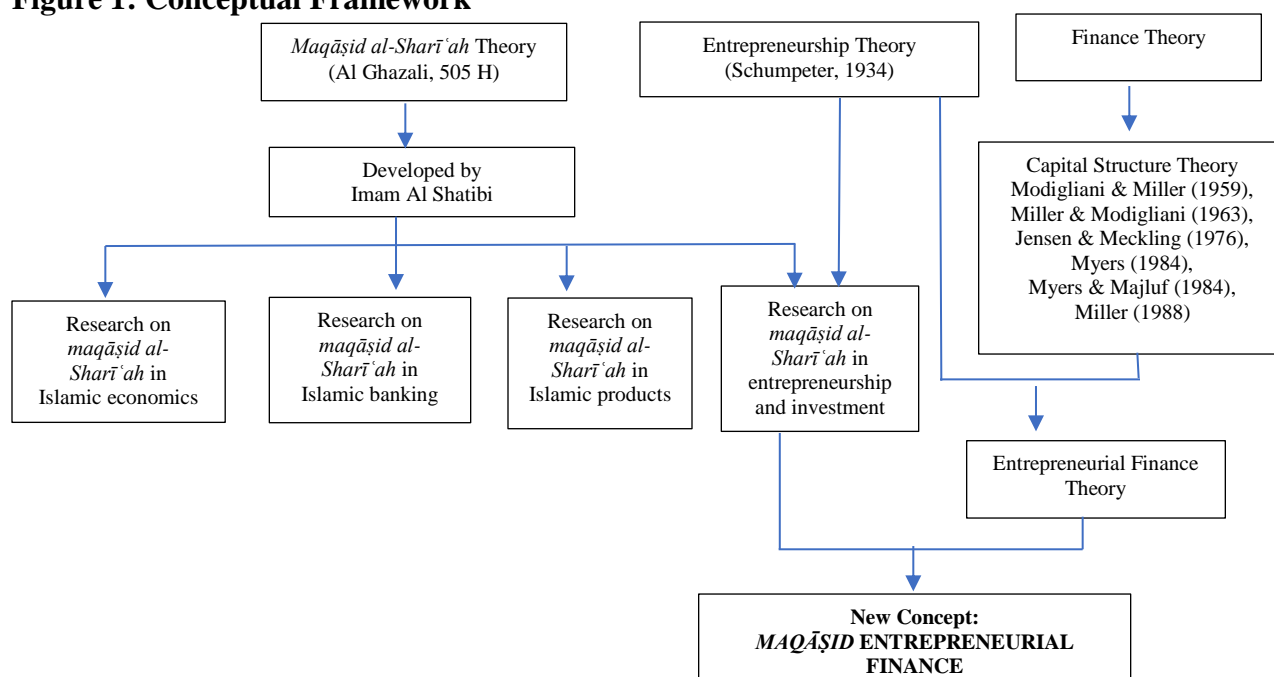 Figure 1: Conceptual Framework
Maqāṣid al-Sharīʿah Theory
(Al Ghazali, 505 H)
Entrepreneurship Theory
(Schumpeter, 1934)
Finance Theory
Developed by
Imam Al Shatibi
Capital Structure Theory
Modigliani & Miller (1959),
Miller & Modigliani (1963),
Jensen & Meckling (1976),
Myers (1984),
Myers & Majluf (1984),
Miller (1988)
Research on
maqāṣid al-
Sharīʿah in
Islamic economics
Research on
maqāṣid al-
Sharīʿah in
Islamic banking
Research on
maqāṣid al-
Sharīʿah in
Islamic products
Research on
maqāṣid al-
Sharīʿah in
entrepreneurship
and investment
Entrepreneurial Finance
Theory
New Concept:
MAQĀṢID ENTREPRENEURIAL
FINANCE